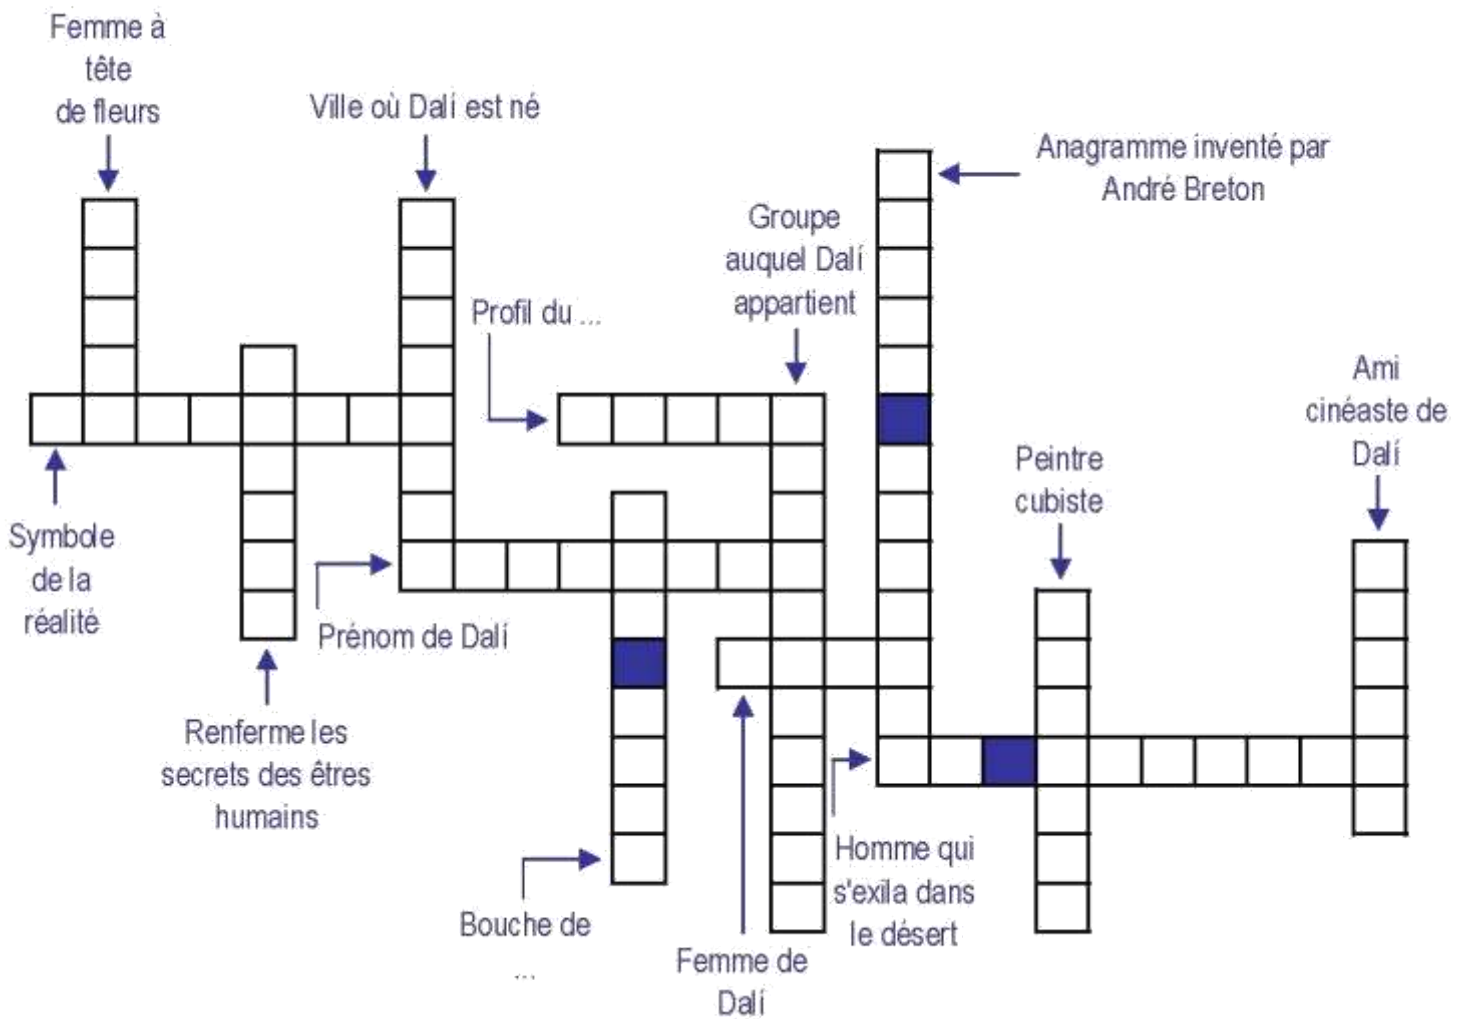 Femme à
tête
de fleurs
Ville où Dalí est né
Anagramme inventé par
André Breton
Groupe
auquel Dalí
appartient
Profil du ...
Ami
cinéaste de
Dalí
Peintre
cubiste
Symbole
de la
réalité
Prénom de Dalí
Renferme les
secrets des êtres
humains
Homme qui
s'exila dans
le désert
Bouche de
...
Femme de
Dalí